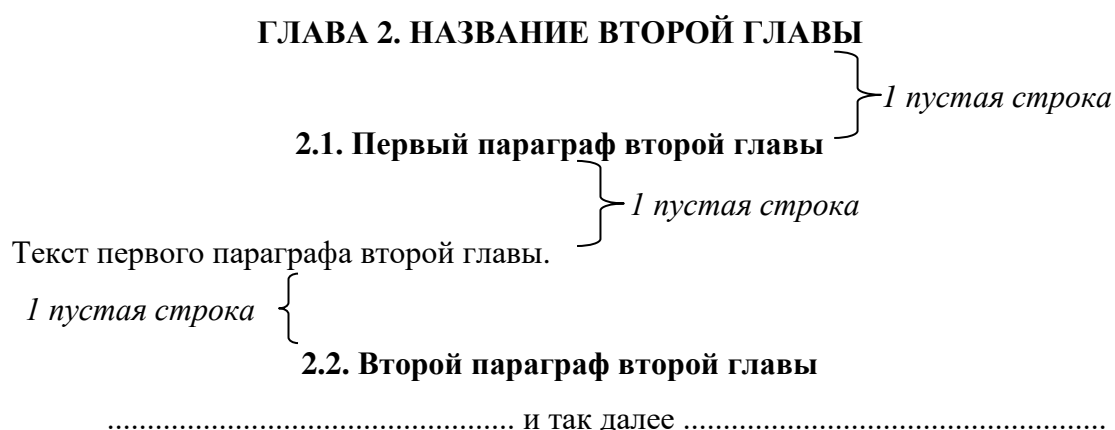 ГЛАВА 2. НАЗВАНИЕ ВТОРОЙ ГЛАВЫ
1 пустая строка
2.1. Первый параграф второй главы
1 пустая строка
Текст первого параграфа второй главы.
1 пустая строка
2.2. Второй параграф второй главы
................................................... и так далее .....................................................